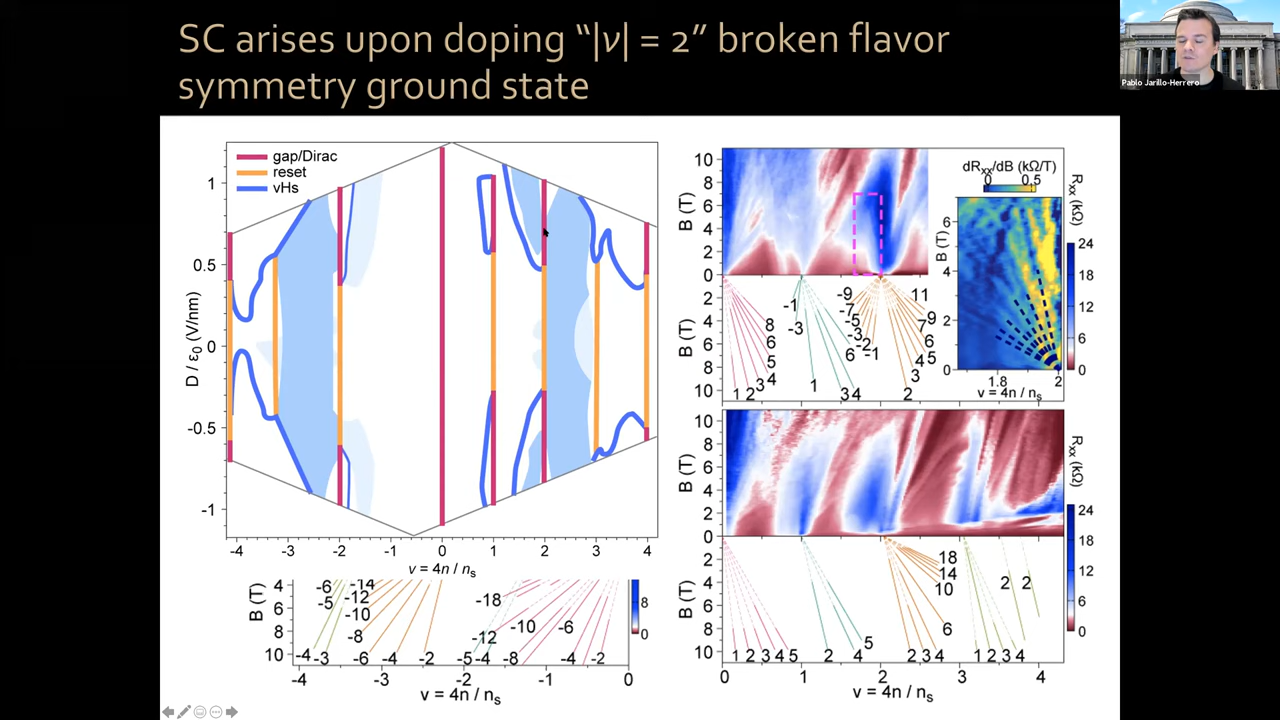 SC arises upon doping “|ν| = 2” broken flavor
symmetry ground state
Pablo Jarillo-Herrero
gap/Dirac
reset
vHs
D / ε0 (V/nm)
1
0.5
0
-0.5
-1
-4 -3 -2 -1 0 1 2 3 4
ν = 4n / ns
B (T)
4
6
8
10
-6 -14
-5 -12
-10
-8
-4 -3 -6 -4 -2
-18
-12 -10 -6
-5 -4 -8 -4 -2
8
0
-4 -3 -2 -1 0
ν = 4n / ns
B (T)
10
8
6
4
2
0
B (T)
2
4
6
8
10
8
6
5
4
1 2 3
-1
-3
1 3 4
6
-9
-7
-5
-3
-2
-1
11
9
7
6
5
4
3
2
dRxx/dB (kΩ/T)
0 0.5
B (T)
6
4
2
0
1.8 2
ν = 4n / ns
Rxx (kΩ)
24
18
12
6
0
B (T)
10
8
6
4
2
0
B (T)
2
4
6
8
10
1 2 3 4 5
2 4 5
18
14
10
6
2 3 4
2 2
1 2 3 4
Rxx (kΩ)
24
18
12
6
0
0 1 2 3 4
ν = 4n / ns